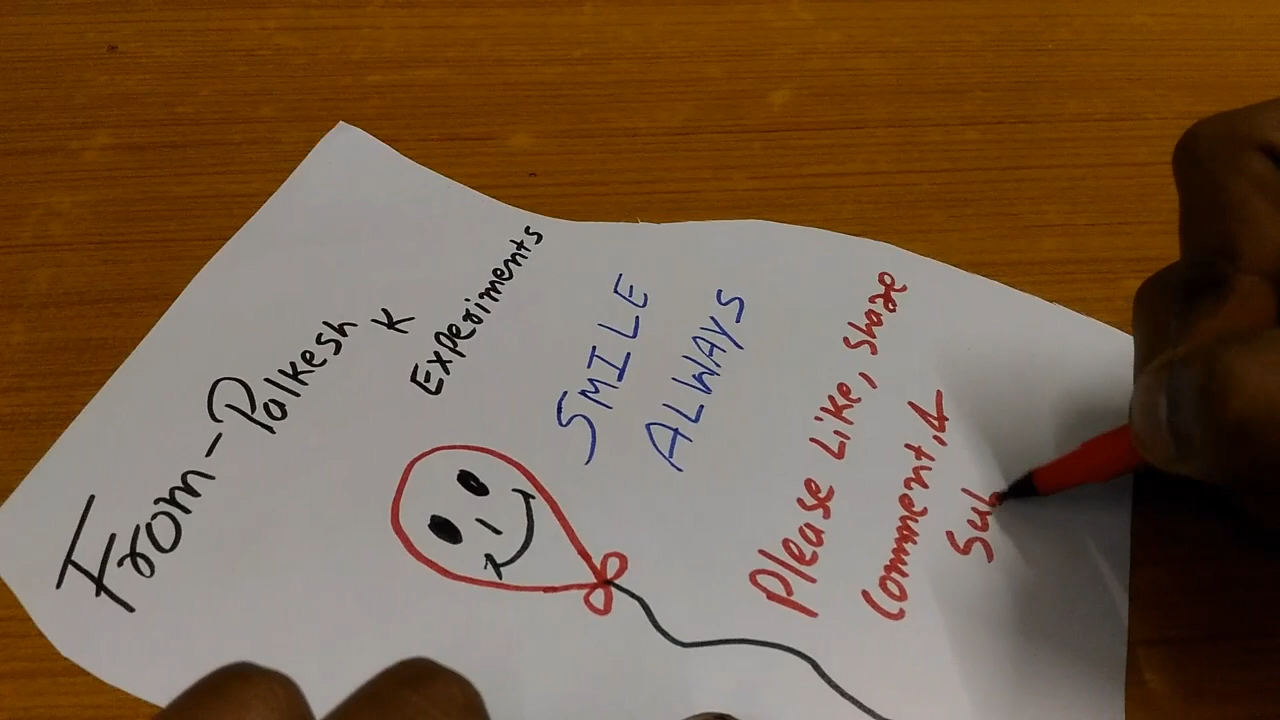 From - Palkesh
K
Experiments
SMILE
ALWAYS
Please Like, Share
Comment, &
Sub